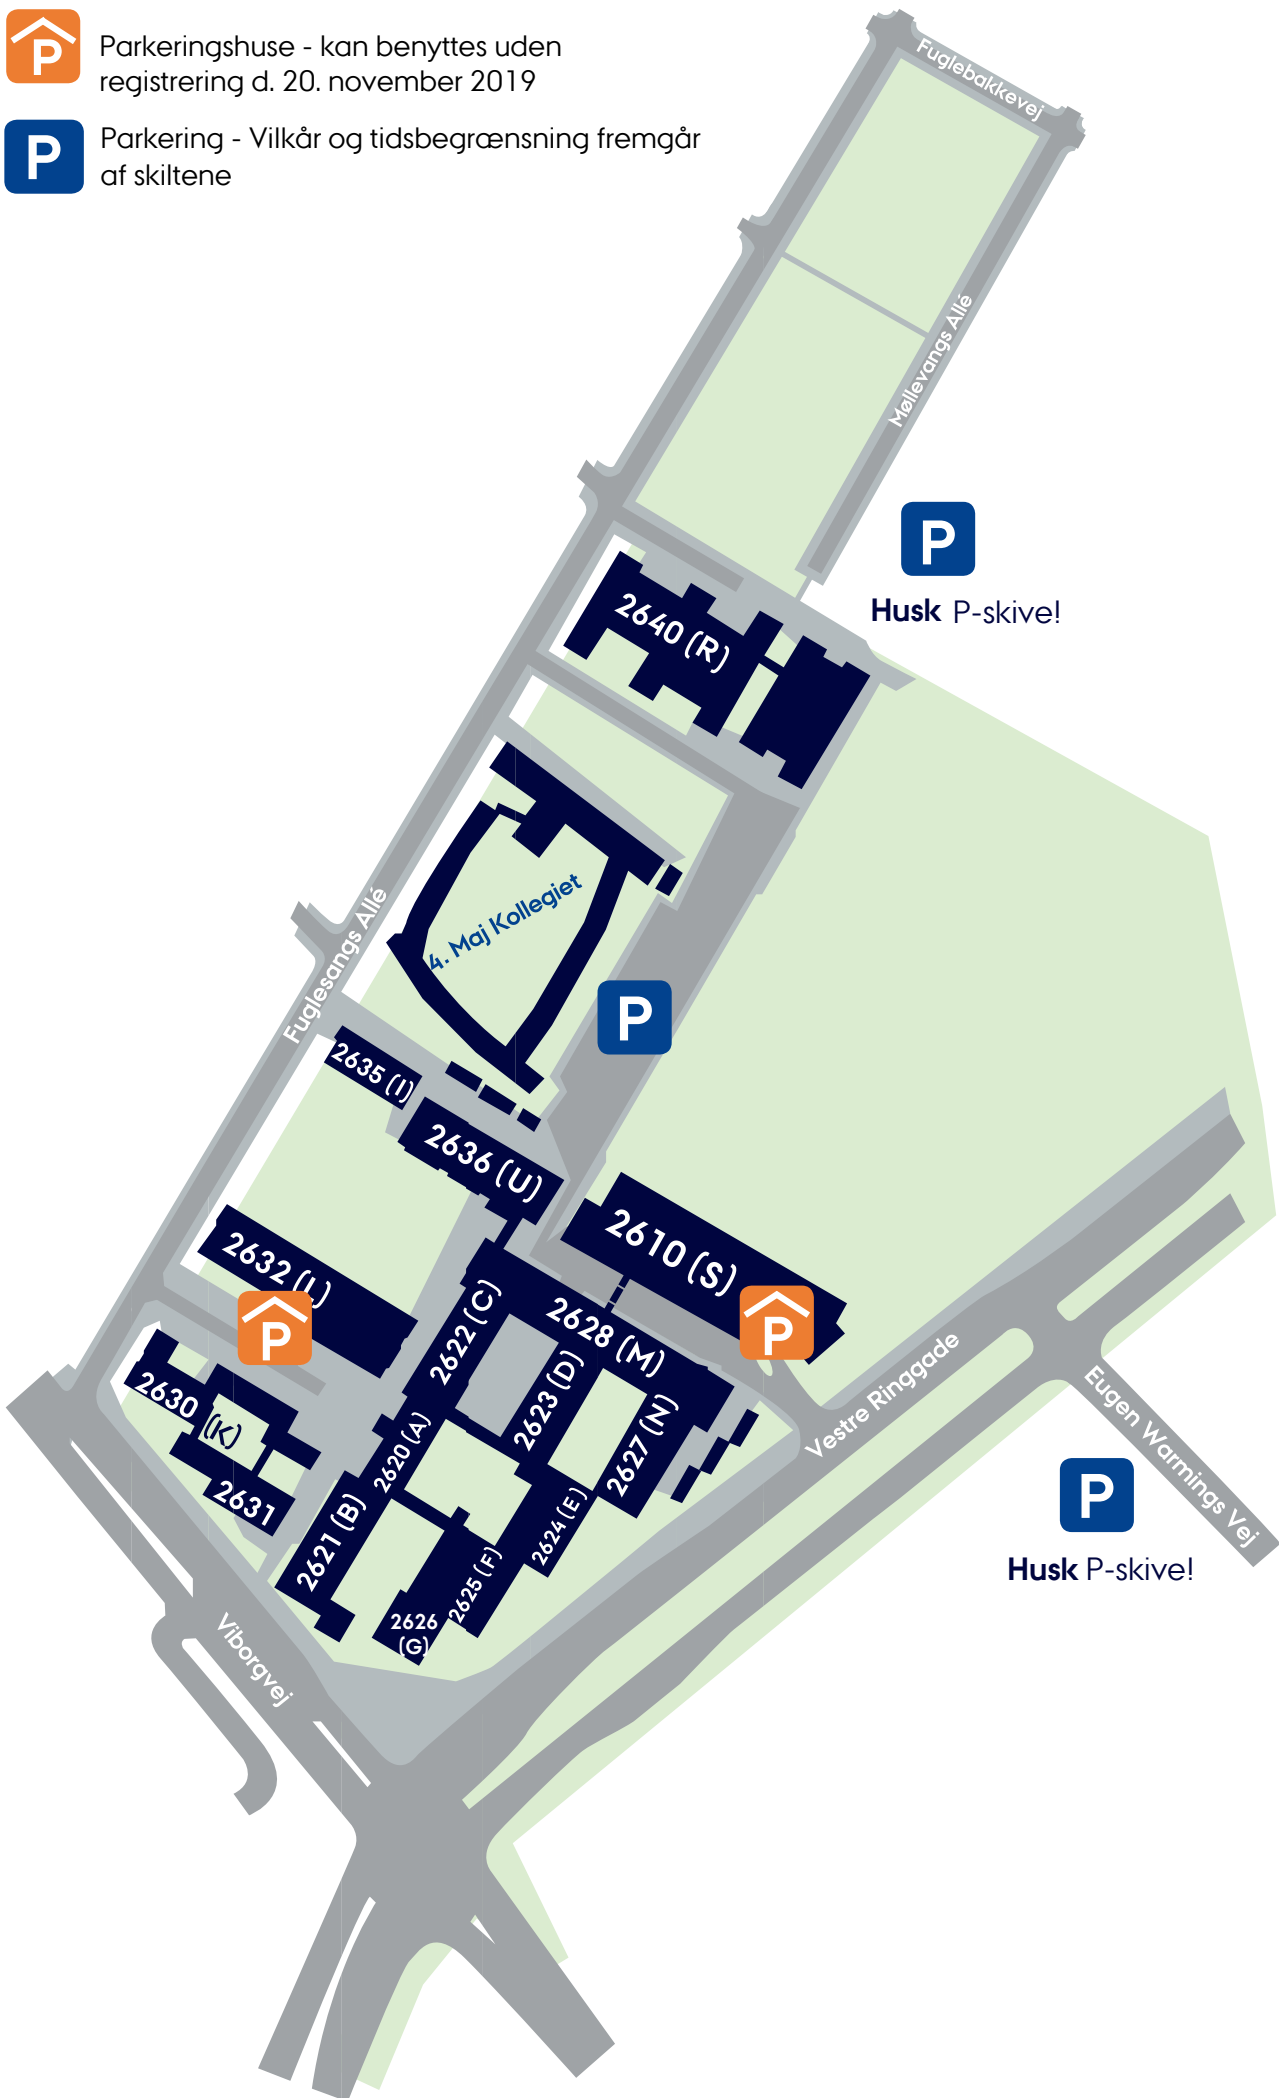 P
Parkeringshuse - kan benyttes uden
registrering d. 20. november 2019
P
Parkering - Vilkår og tidsbegrænsning fremgår
af skiltene
Fuglebakkevej
Møllevangs Allé
P
Husk P-skive!
2640 (R)
4. Maj Kollegiet
Fuglesangs Allé
P
2635 (I)
2636 (U)
2610 (S)
2632 (L)
P
P
2622 (C)
2628 (M)
2623 (D)
2627 (N)
2630
(K)
2631
2620 (A)
2621 (B)
2624 (E)
2625 (F)
2626
(G)
Vestre Ringgade
Eugen Warmings Vej
P
Husk P-skive!
Viborgvej